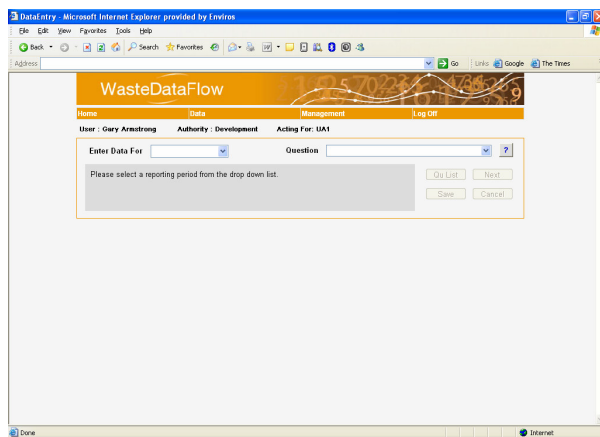 DataEntry - Microsoft Internet Explorer provided by Enviros
File Edit View Favorites Tools Help
Back Search Favorites
Address Go Links Google The Times
WasteDataFlow
Home Data Management Log Off
User : Gary Armstrong Authority : Development Acting For: UA1
Enter Data For Question ?
Please select a reporting period from the drop down list.
Qu List Next
Save Cancel
Done Internet